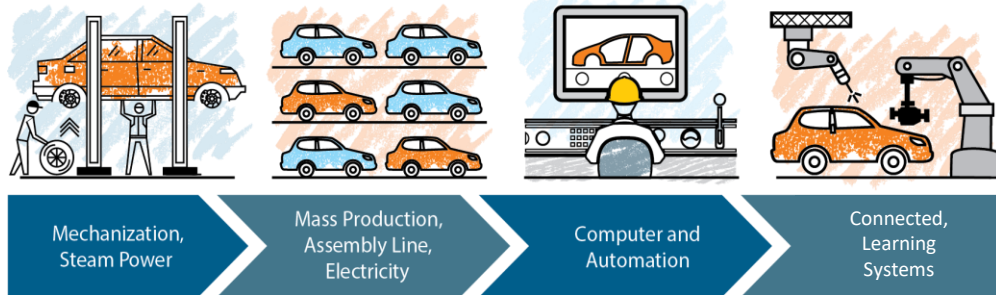 Mechanization,
Steam Power
Mass Production,
Assembly Line,
Electricity
Computer and
Automation
Connected,
Learning
Systems